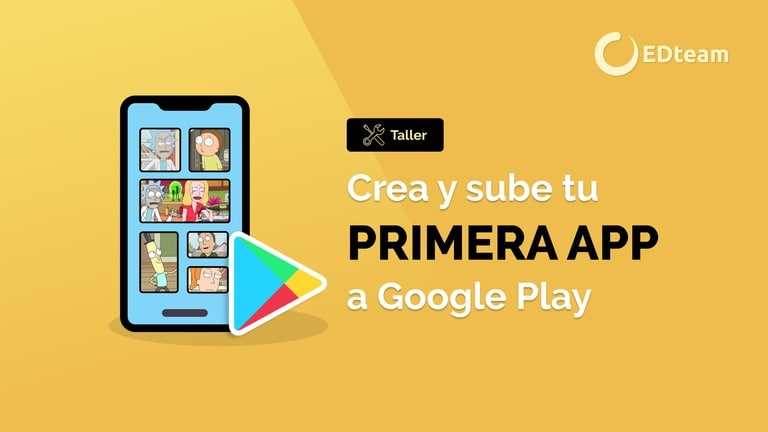 EDteam
Taller
Crea y sube tu
PRIMERA APP
a Google Play